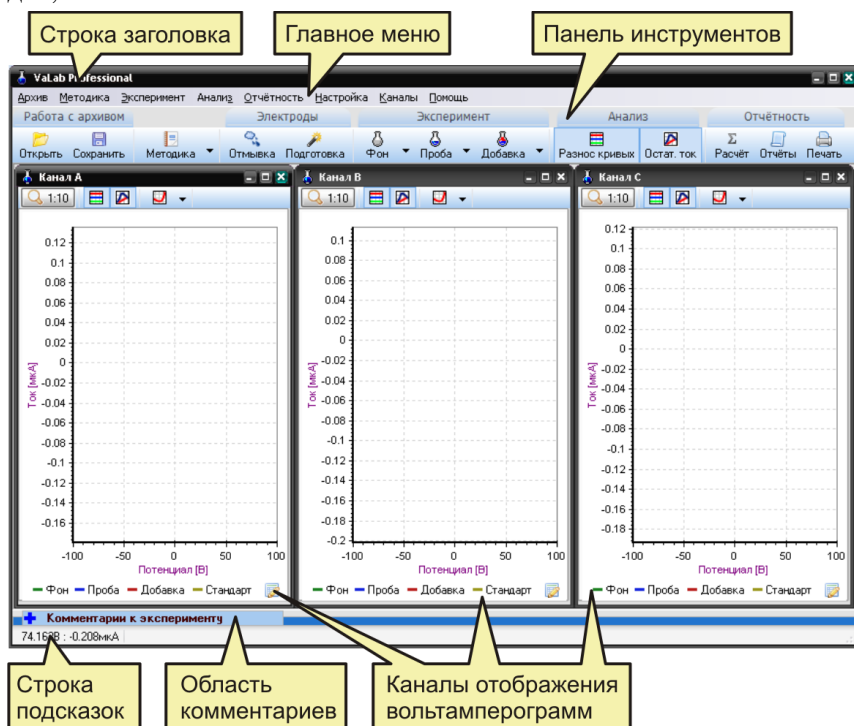 Строка заголовка Главное меню Панель инструментов
VaLab Professional
Архив Методика Эксперимент Анализ Отчётность Настройка Каналы Помощь
Работа с архивом Электроды Эксперимент Анализ Отчётность
Открыть Сохранить Методика Отмывка Подготовка Фон Проба Добавка Разнос кривых Остат. ток Расчёт Отчёты Печать
Канал A
1:10
0.12
0.1
0.08
0.06
0.04
0.02
0
-0.02
-0.04
-0.06
-0.08
-0.1
-0.12
-0.14
-0.16
Ток [мкА]
-100 -50 0 50 100
Потенциал [В]
Фон Проба Добавка Стандарт
Канал B
1:10
0.1
0.08
0.06
0.04
0.02
0
-0.02
-0.04
-0.06
-0.08
-0.1
-0.12
-0.14
-0.16
-0.18
-0.2
Ток [мкА]
-100 -50 0 50 100
Потенциал [В]
Фон Проба Добавка Стандарт
Канал C
1:10
0.12
0.1
0.08
0.06
0.04
0.02
0
-0.02
-0.04
-0.06
-0.08
-0.1
-0.12
-0.14
-0.16
-0.18
Ток [мкА]
-100 -50 0 50 100
Потенциал [В]
Фон Проба Добавка Стандарт
Комментарии к эксперименту
: -0.208мкА
Строка
подсказок
Область
комментариев
Каналы отображения
вольтамперограмм